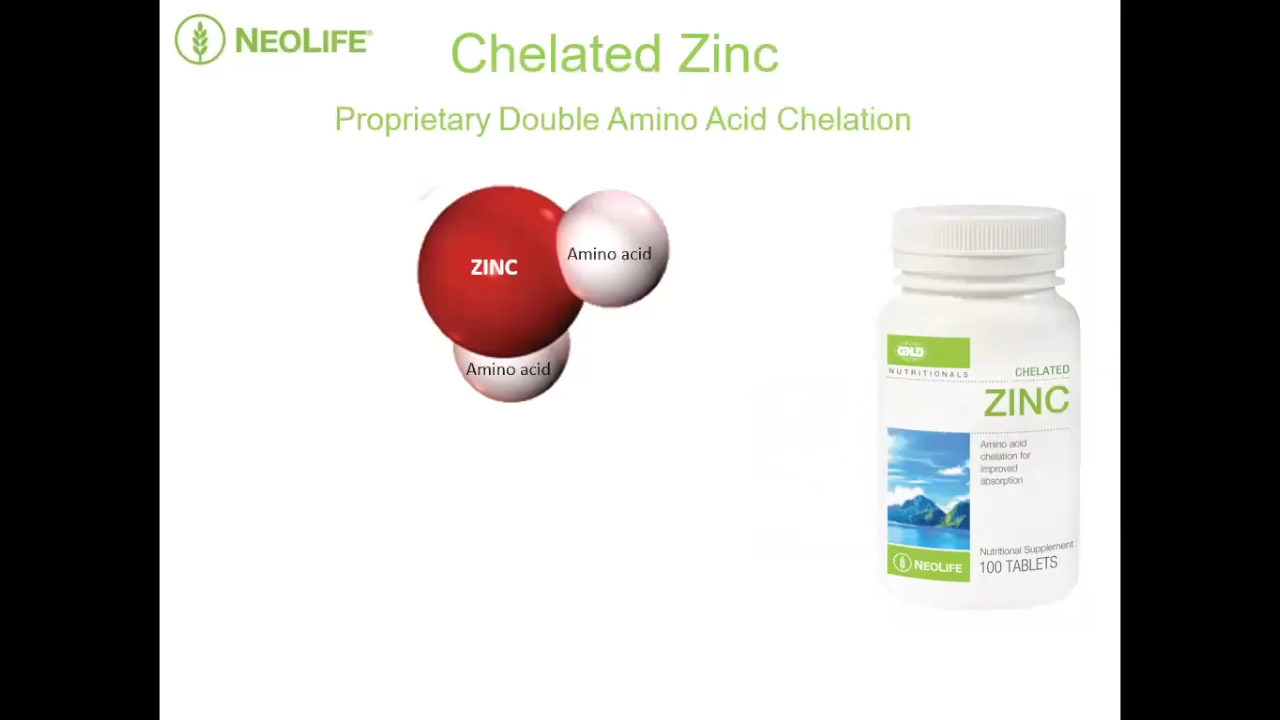 NEOLIFE®
Chelated Zinc
Proprietary Double Amino Acid Chelation
ZINC
Amino acid
Amino acid
GNLD
NUTRITIONALS
CHELATED
ZINC
Amino acid
chelation for
improved
absorption
Nutritional Supplement
100 TABLETS
NEOLIFE